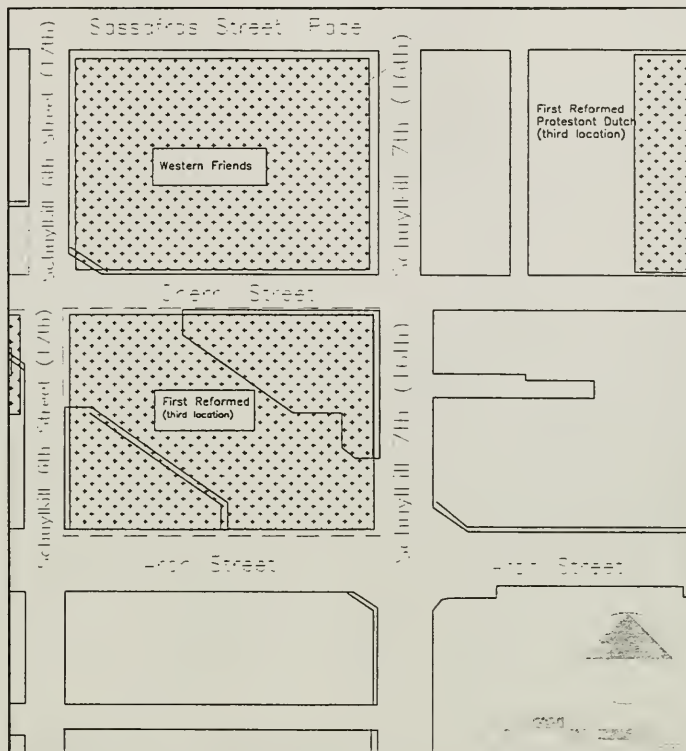 Sassafras Street Race
Schuylkill 6th Street (17th)
Schuylkill 7th (16th)
First Reformed
Protestant Dutch
(third location)
Western Friends
Street
Schuylkill 6th Street (17th)
First Reformed
(third location)
Schuylkill 7th (16th)
Street
Street